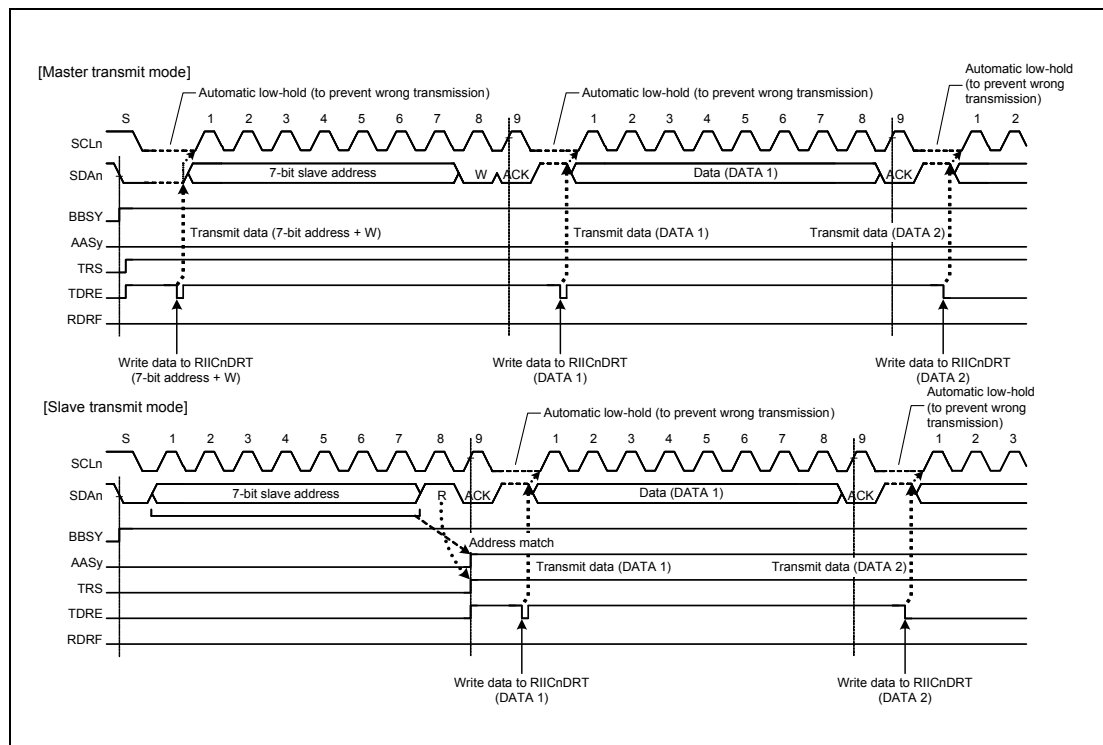 [Master transmit mode]
Automatic low-hold (to prevent wrong transmission)
Automatic low-hold (to prevent wrong transmission)
Automatic low-hold
(to prevent wrong
transmission)
S 1 2 3 4 5 6 7 8 9 1 2 3 4 5 6 7 8 9 1 2
SCLn
SDAn 7-bit slave address W ACK Data (DATA 1) ACK
BBSY
Transmit data (7-bit address + W) Transmit data (DATA 1) Transmit data (DATA 2)
AASy
TRS
TDRE
RDRF
Write data to RIICnDRT
(7-bit address + W)
Write data to RIICnDRT
(DATA 1)
Write data to RIICnDRT
(DATA 2)
[Slave transmit mode]
Automatic low-hold (to prevent wrong transmission)
Automatic low-hold
(to prevent wrong
transmission)
S 1 2 3 4 5 6 7 8 9 1 2 3 4 5 6 7 8 9 1 2 3
SCLn
SDAn 7-bit slave address R ACK Data (DATA 1) ACK
BBSY
Address match
AASy
Transmit data (DATA 1) Transmit data (DATA 2)
TRS
TDRE
RDRF
Write data to RIICnDRT
(DATA 1)
Write data to RIICnDRT
(DATA 2)